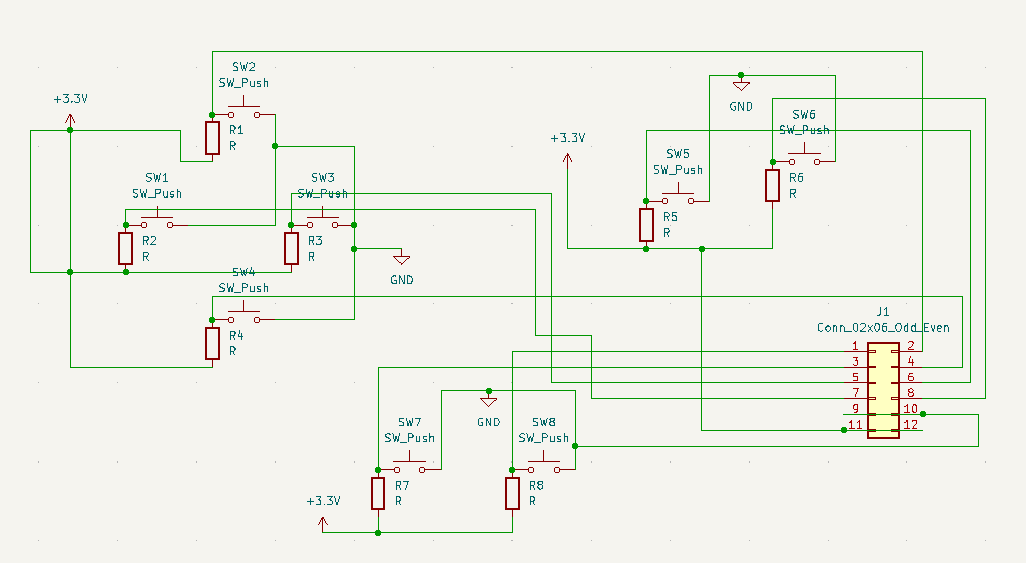 SW2
SW_Push
+3.3V
R1
R
SW1
SW_Push
SW3
SW_Push
R2
R
R3
R
GND
SW4
SW_Push
R4
R
GND
SW6
SW_Push
+3.3V
SW5
SW_Push
R6
R
R5
R
J1
Conn_02x06_Odd_Even
1
2
3
4
5
6
7
8
9
10
11
12
SW7
SW_Push
GND
SW8
SW_Push
R7
R
R8
R
+3.3V